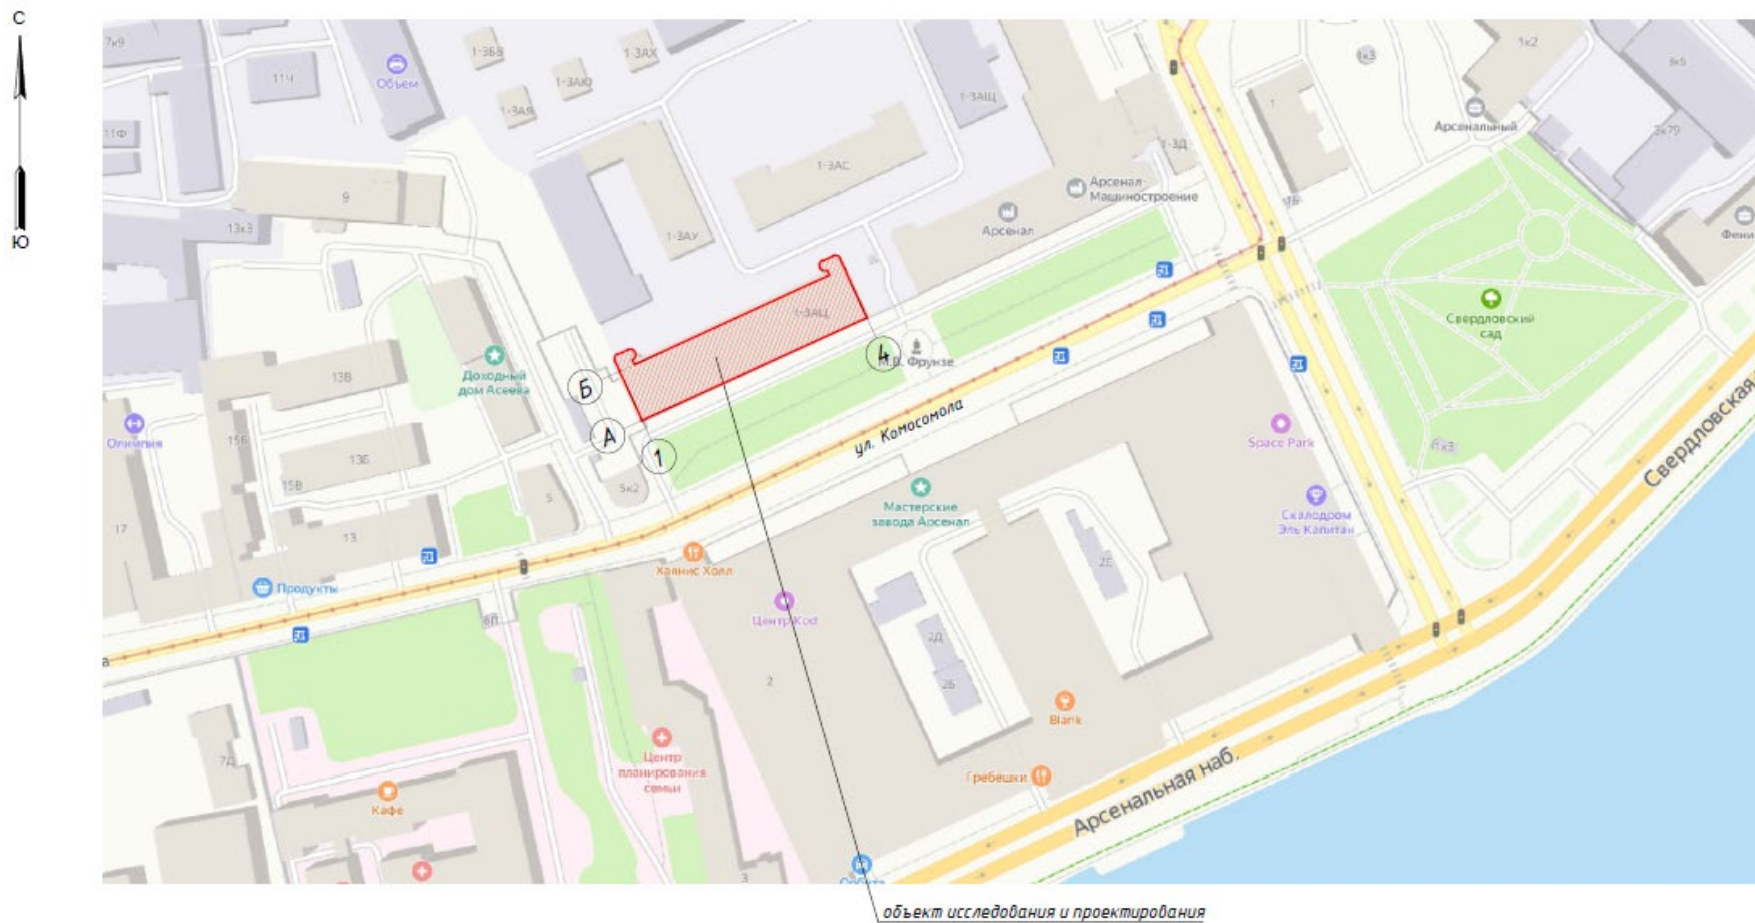 С
Ю
7к9
11Ч
Объем
1-3БВ
1-3АХ
1-3АЮ
1-3АЯ
11Ф
1-3АЩ
1-3АС
1-3Д
1
1к2
Арсенальный
Арсенал-
Машиностроение
Арсенал
1-3АУ
9
13к3
1-3АЦ
Свердловский
сад
М.В. Фрунзе
4
Б
А
1
Доходный
дом Асеева
13В
Олимпия
15Б
13Б
15В
17
13
5
5к2
ул. Комосомола
Space Park
Свердловская
Скалодром
Эль Капитан
Мастерские
завода Арсенал
Хаянис Холл
Продукты
6П
Центр Kod
2Е
2Д
2Б
2
Blank
7Д
Центр
планирования
семьи
Гребешки
Кафе
Арсенальная наб.
3
объект исследования и проектирования